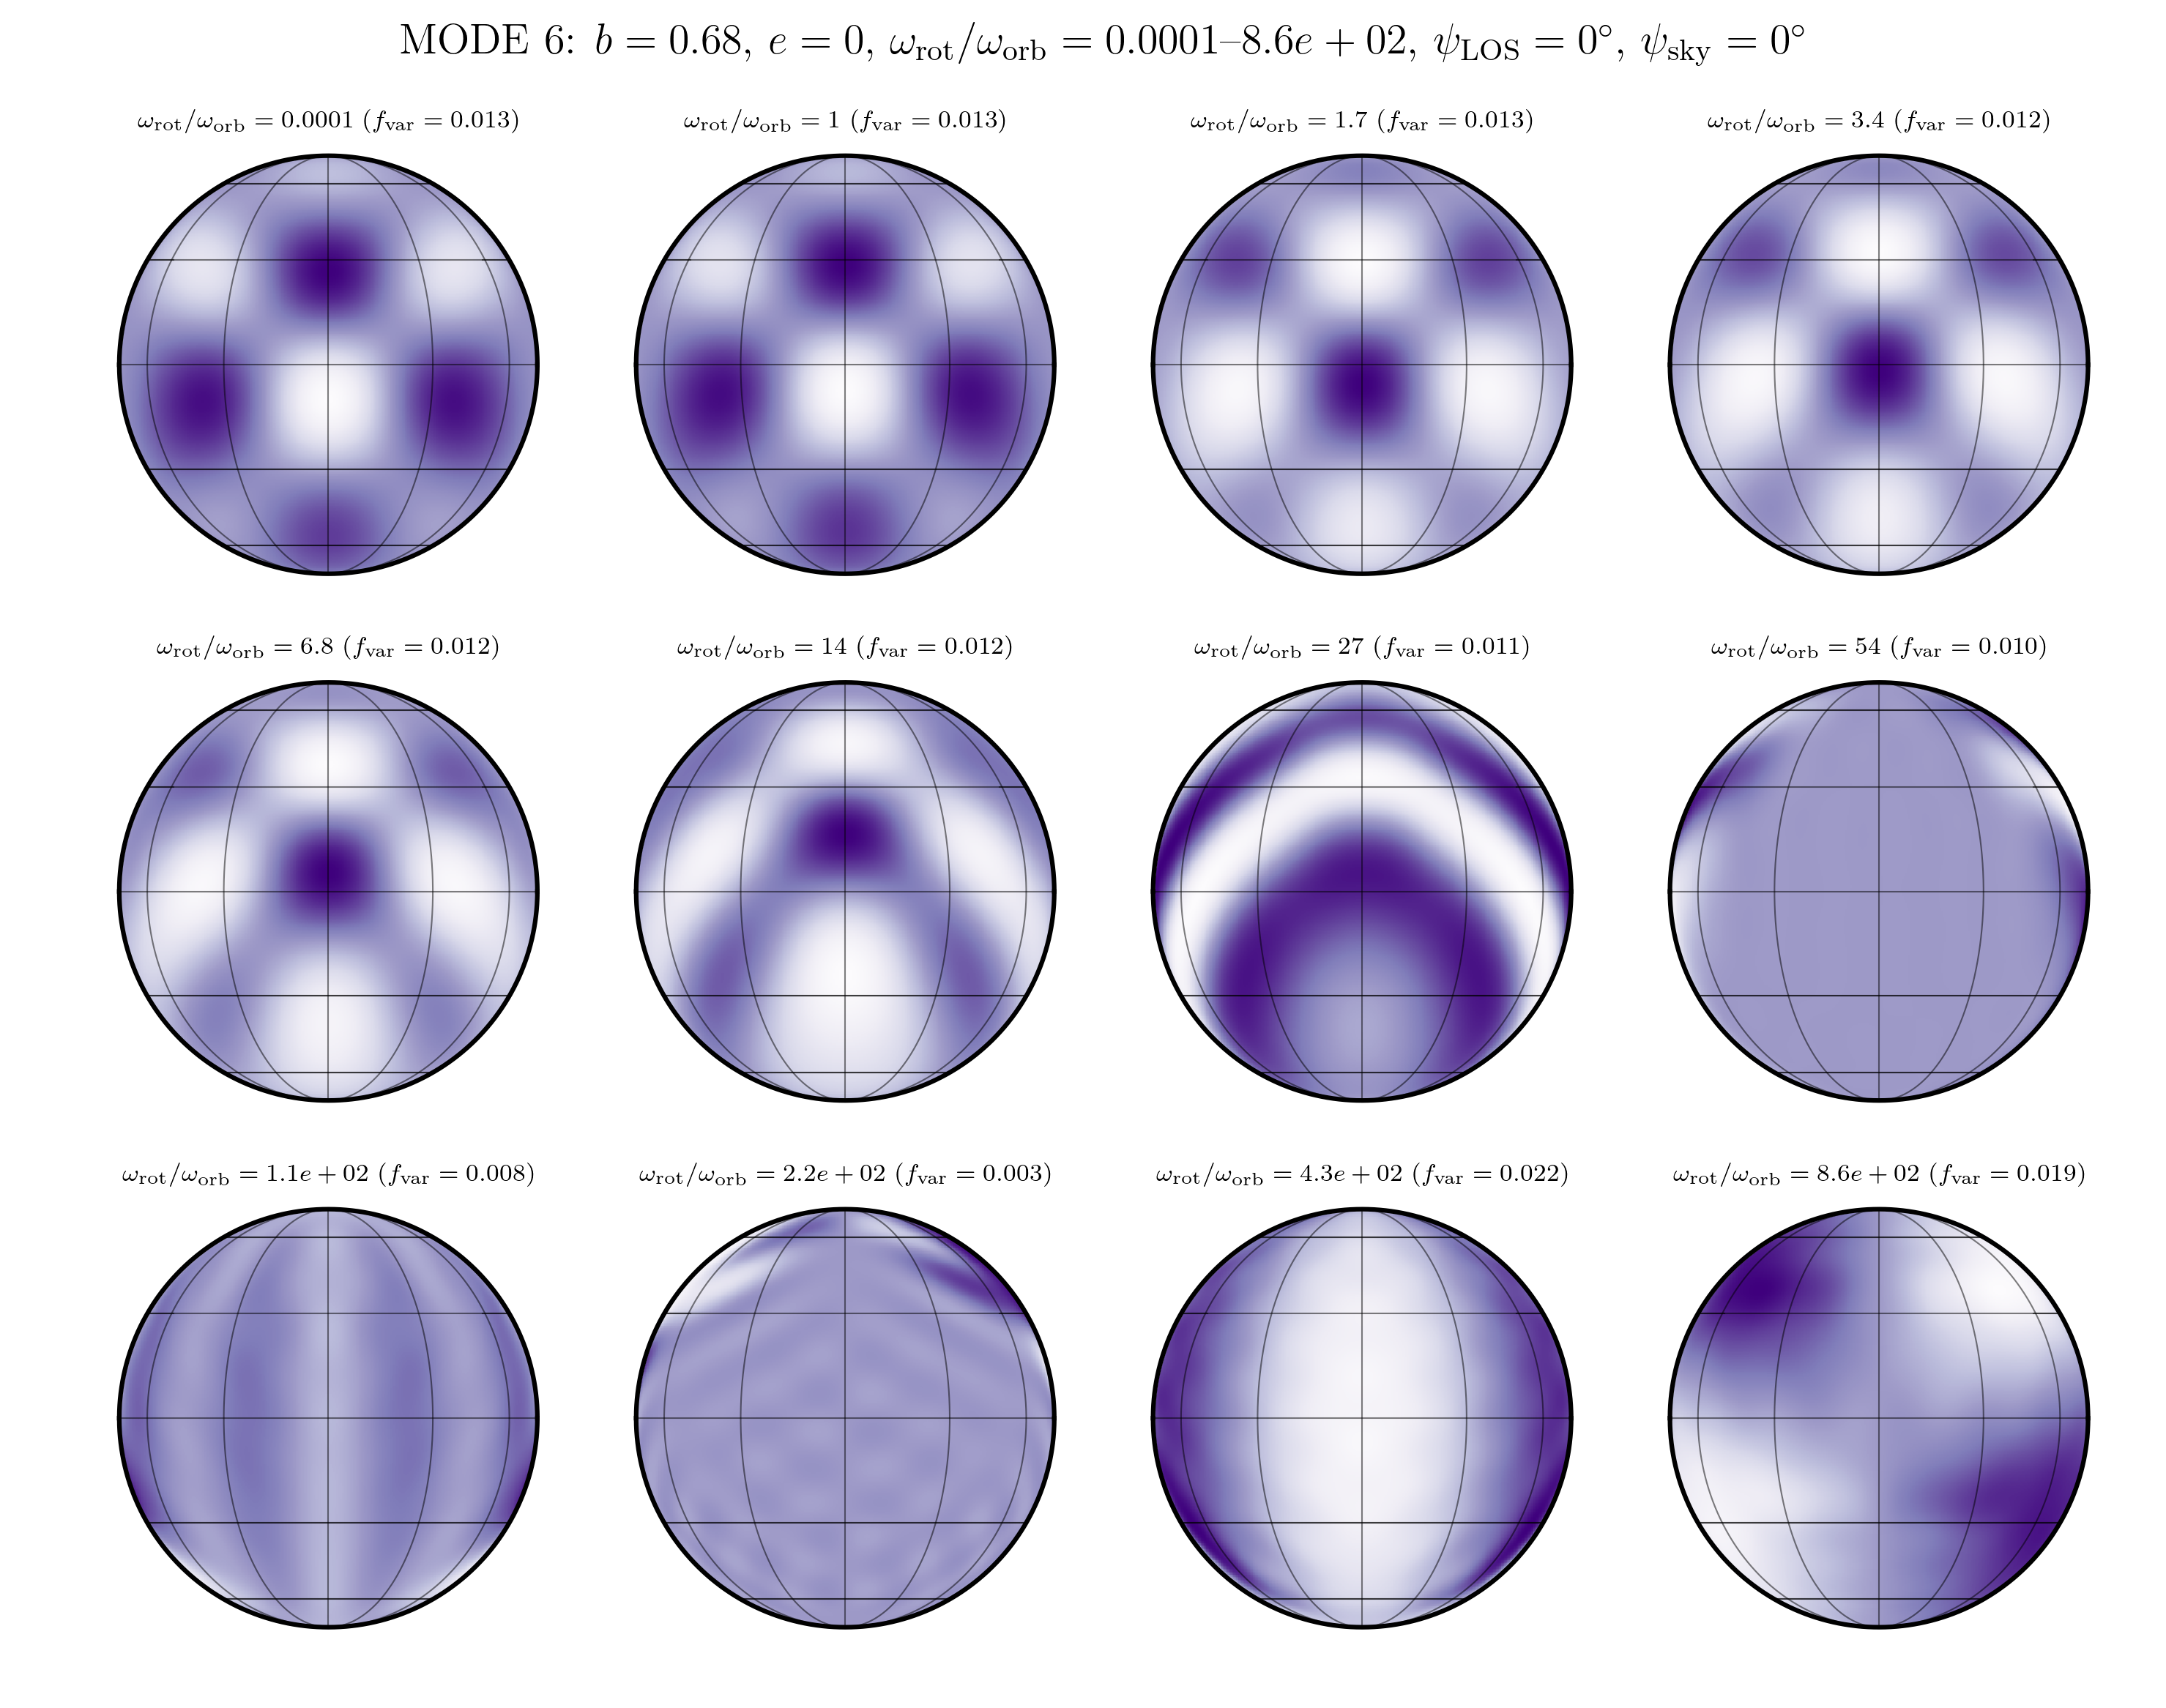 MODE 6: b = 0.68, e = 0, ω_rot/ω_orb = 0.0001–8.6e + 02, ψ_LOS = 0°, ψ_sky = 0°
ω_rot/ω_orb = 0.0001 (f_var = 0.013)
ω_rot/ω_orb = 1 (f_var = 0.013)
ω_rot/ω_orb = 1.7 (f_var = 0.013)
ω_rot/ω_orb = 3.4 (f_var = 0.012)
ω_rot/ω_orb = 6.8 (f_var = 0.012)
ω_rot/ω_orb = 14 (f_var = 0.012)
ω_rot/ω_orb = 27 (f_var = 0.011)
ω_rot/ω_orb = 54 (f_var = 0.010)
ω_rot/ω_orb = 1.1e + 02 (f_var = 0.008)
ω_rot/ω_orb = 2.2e + 02 (f_var = 0.003)
ω_rot/ω_orb = 4.3e + 02 (f_var = 0.022)
ω_rot/ω_orb = 8.6e + 02 (f_var = 0.019)